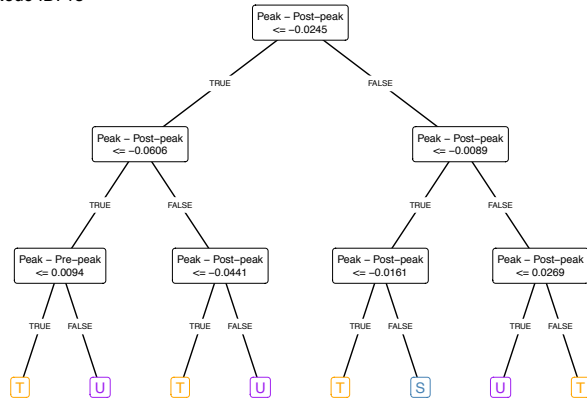 Peak − Post−peak
<= −0.0245
TRUE
FALSE
Peak − Post−peak
<= −0.0606
Peak − Post−peak
<= −0.0089
TRUE
FALSE
TRUE
FALSE
Peak − Pre−peak
<= 0.0094
Peak − Post−peak
<= −0.0441
Peak − Post−peak
<= −0.0161
Peak − Post−peak
<= 0.0269
TRUE
FALSE
TRUE
FALSE
TRUE
FALSE
TRUE
FALSE
T
U
T
U
T
S
U
T